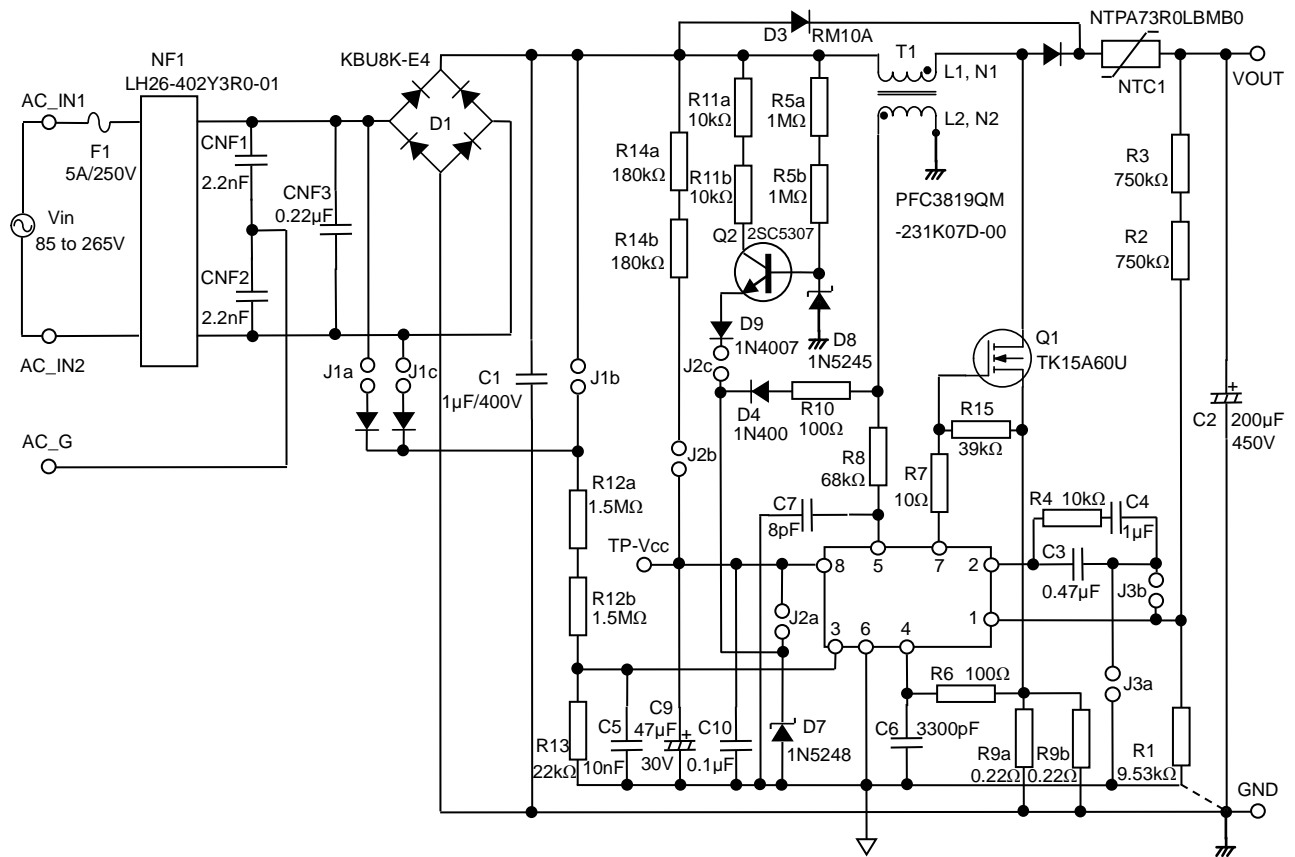 NTPA73R0LBMB0
D3
RM10A
NF1
LH26-402Y3R0-01
KBU8K-E4
T1
L1, N1
NTC1
VOUT
AC_IN1
F1
5A/250V
CNF1
2.2nF
CNF3
0.22µF
D1
R14a
180kΩ
R11a
10kΩ
R5a
1MΩ
L2, N2
R3
750kΩ
Vin
85 to 265V
R11b
10kΩ
R5b
1MΩ
PFC3819QM
-231K07D-00
R14b
180kΩ
Q2
2SC5307
R2
750kΩ
CNF2
2.2nF
AC_IN2
D9
1N4007
D8
1N5245
Q1
TK15A60U
J1a
J1c
C1
1µF/400V
J1b
J2c
D4
1N400
R10
100Ω
C2
200µF
450V
+
AC_G
J2b
R8
68kΩ
R15
39kΩ
R7
10Ω
R12a
1.5MΩ
C7
8pF
R4
10kΩ
C4
1µF
TP-Vcc
8
5
7
2
C3
0.47µF
J3b
R12b
1.5MΩ
J2a
3
6
4
1
R6
100Ω
J3a
R13
22kΩ
C5
10nF
C9
47µF
+
30V
C10
0.1µF
D7
1N5248
C6
3300pF
R9a
0.22Ω
R9b
0.22Ω
R1
9.53kΩ
GND